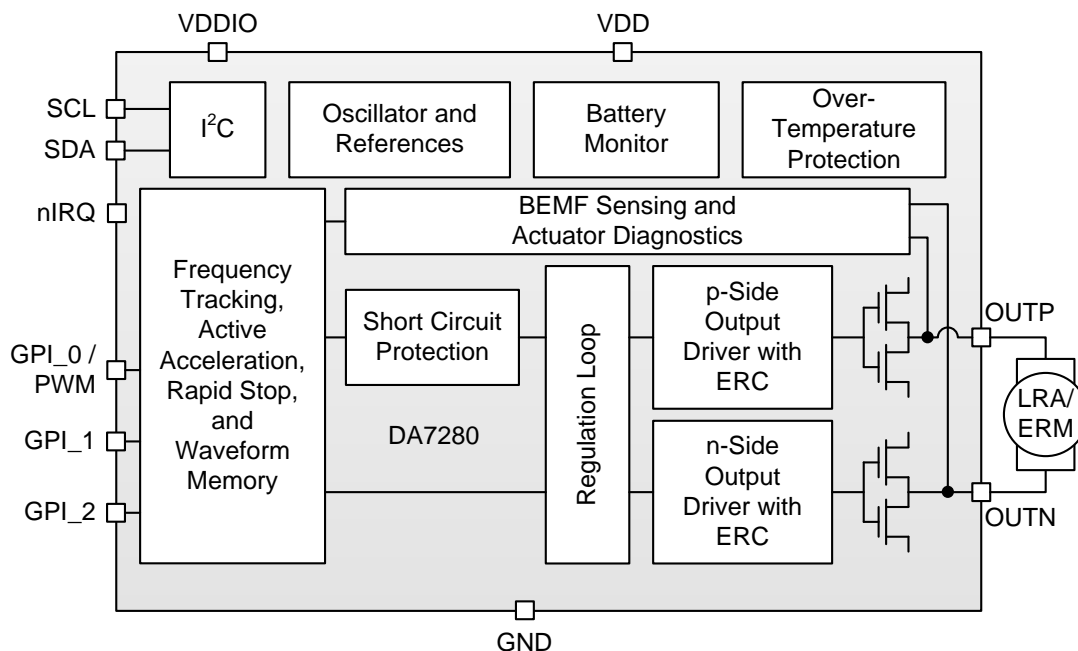 VDDIO
VDD
SCL
SDA
I²C
Oscillator and
References
Battery
Monitor
Over-
Temperature
Protection
nIRQ
BEMF Sensing and
Actuator Diagnostics
Frequency
Tracking,
Active
Acceleration,
Rapid Stop,
and
Waveform
Memory
GPI_0 /
PWM
GPI_1
GPI_2
Short Circuit
Protection
DA7280
Regulation Loop
p-Side
Output
Driver with
ERC
n-Side
Output
Driver with
ERC
OUTP
LRA/
ERM
OUTN
GND